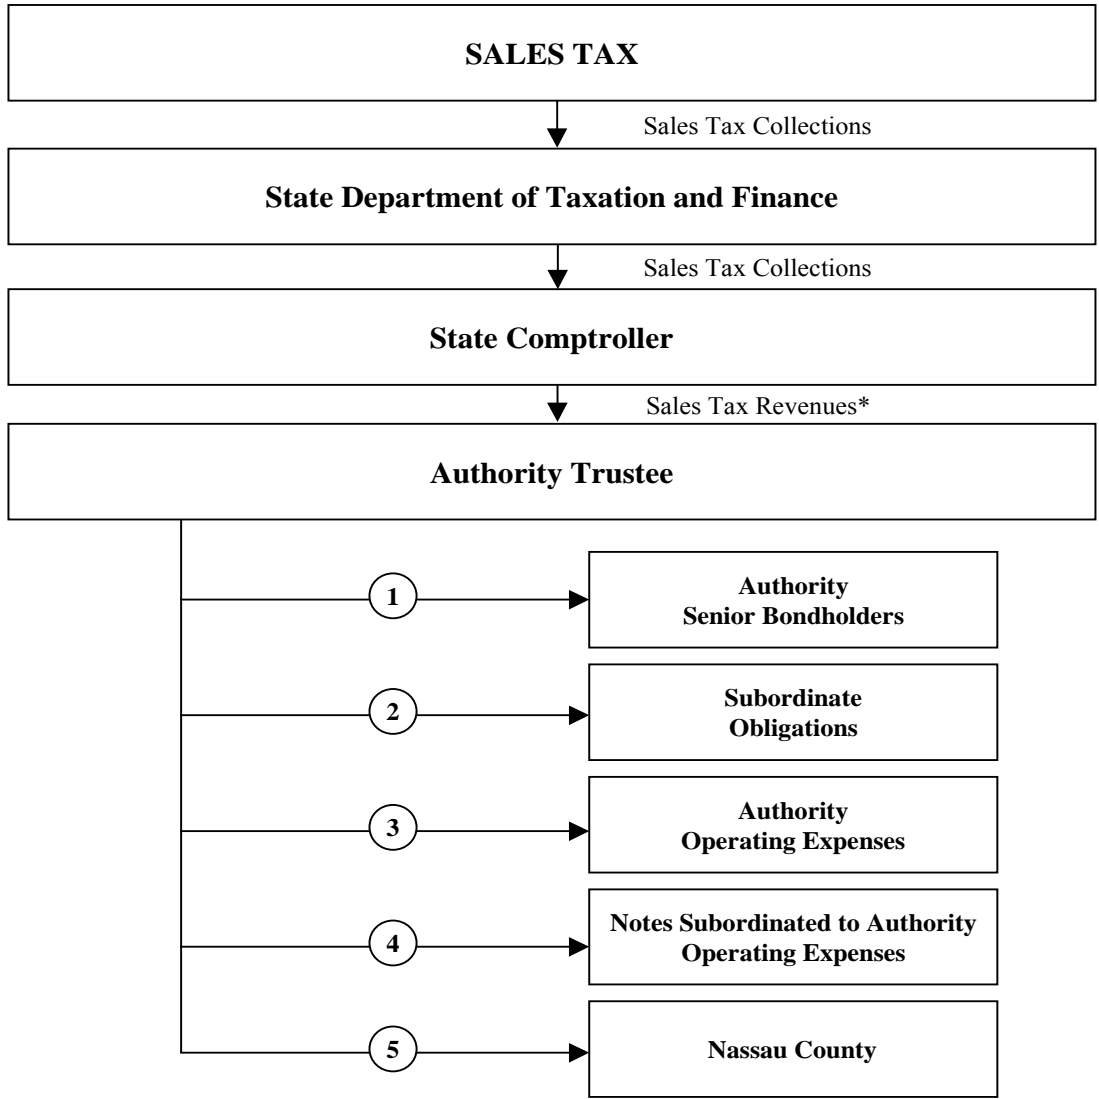 SALES TAX
Sales Tax Collections
State Department of Taxation and Finance
Sales Tax Collections
State Comptroller
Sales Tax Revenues*
Authority Trustee
1
Authority
Senior Bondholders
2
Subordinate
Obligations
3
Authority
Operating Expenses
4
Notes Subordinated to Authority
Operating Expenses
5
Nassau County